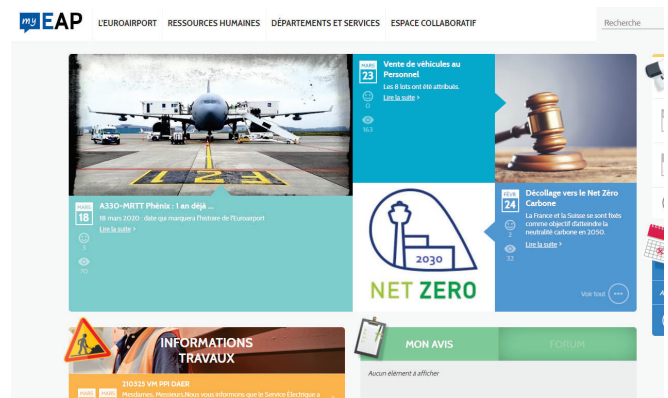 my EAP
L'EUROAIRPORT RESSOURCES HUMAINES DÉPARTEMENTS ET SERVICES ESPACE COLLABORATIF
Recherche
MARS
23
Vente de véhicules au
Personnel
Les 8 lots ont été attribués.
Lire la suite >
0
163
123
MARS
18
A330-MRTT Phénix : 1 an déjà ...
18 mars 2020 : date qui marquera l'histoire de l'Euroairport
Lire la suite >
3
70
2030
NET ZERO
FÉVR.
24
Décollage vers le Net Zéro
Carbone
La France et la Suisse se sont fixés
comme objectif d'atteindre la
neutralité carbone en 2050.
Lire la suite >
2
32
Voir tout
INFORMATIONS
TRAVAUX
MARS MARS
210325 VM PPI DAER
Mesdames, Messieurs,Nous vous informons que le Service Électrique a
MON AVIS
FORUM
Aucun élément à afficher